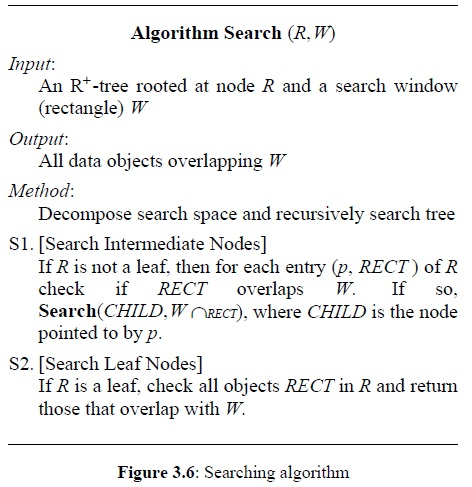 Algorithm Search (R, W)
Input:
An R⁺-tree rooted at node R and a search window
(rectangle) W
Output:
All data objects overlapping W
Method:
Decompose search space and recursively search tree
S1. [Search Intermediate Nodes]
If R is not a leaf, then for each entry (p, RECT ) of R
check if RECT overlaps W. If so,
Search(CHILD, W ∩RECT), where CHILD is the node
pointed to by p.
S2. [Search Leaf Nodes]
If R is a leaf, check all objects RECT in R and return
those that overlap with W.
Figure 3.6: Searching algorithm